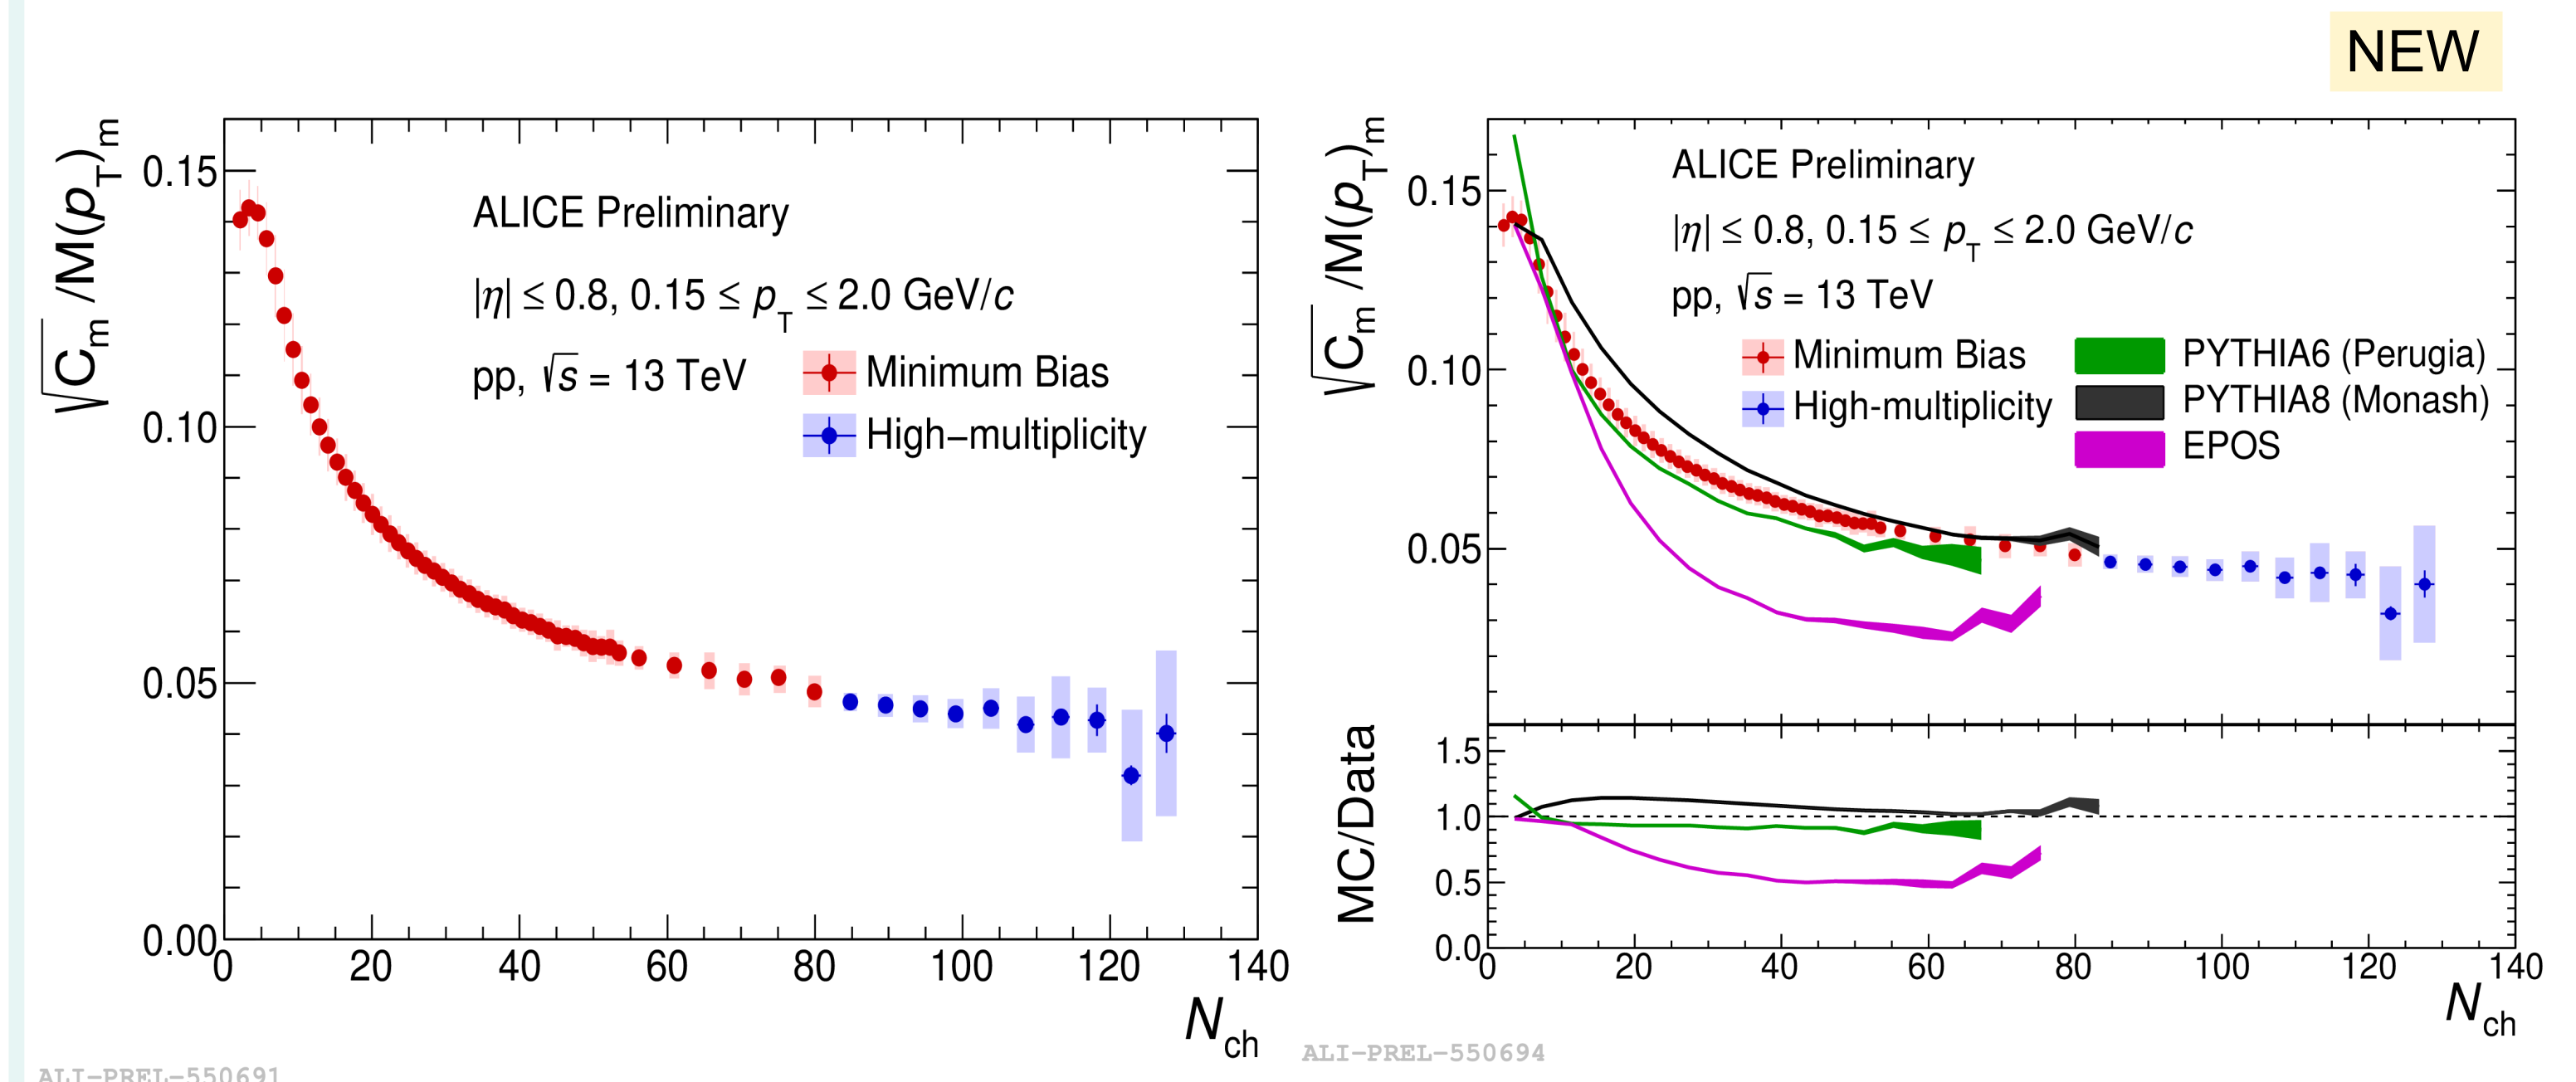 NEW
√C_m /M(p_T)_m
0.15
0.10
0.05
0.00
ALICE Preliminary
|η| ≤ 0.8, 0.15 ≤ p_T ≤ 2.0 GeV/c
pp, √s = 13 TeV
Minimum Bias
High−multiplicity
0 20 40 60 80 100 120 140
N_ch
ALI−PREL−550691
√C_m /M(p_T)_m
0.15
0.10
0.05
ALICE Preliminary
|η| ≤ 0.8, 0.15 ≤ p_T ≤ 2.0 GeV/c
pp, √s = 13 TeV
Minimum Bias
High-multiplicity
PYTHIA6 (Perugia)
PYTHIA8 (Monash)
EPOS
MC/Data
1.5
1.0
0.5
0.0
0 20 40 60 80 100 120 140
N_ch
ALI−PREL−550694